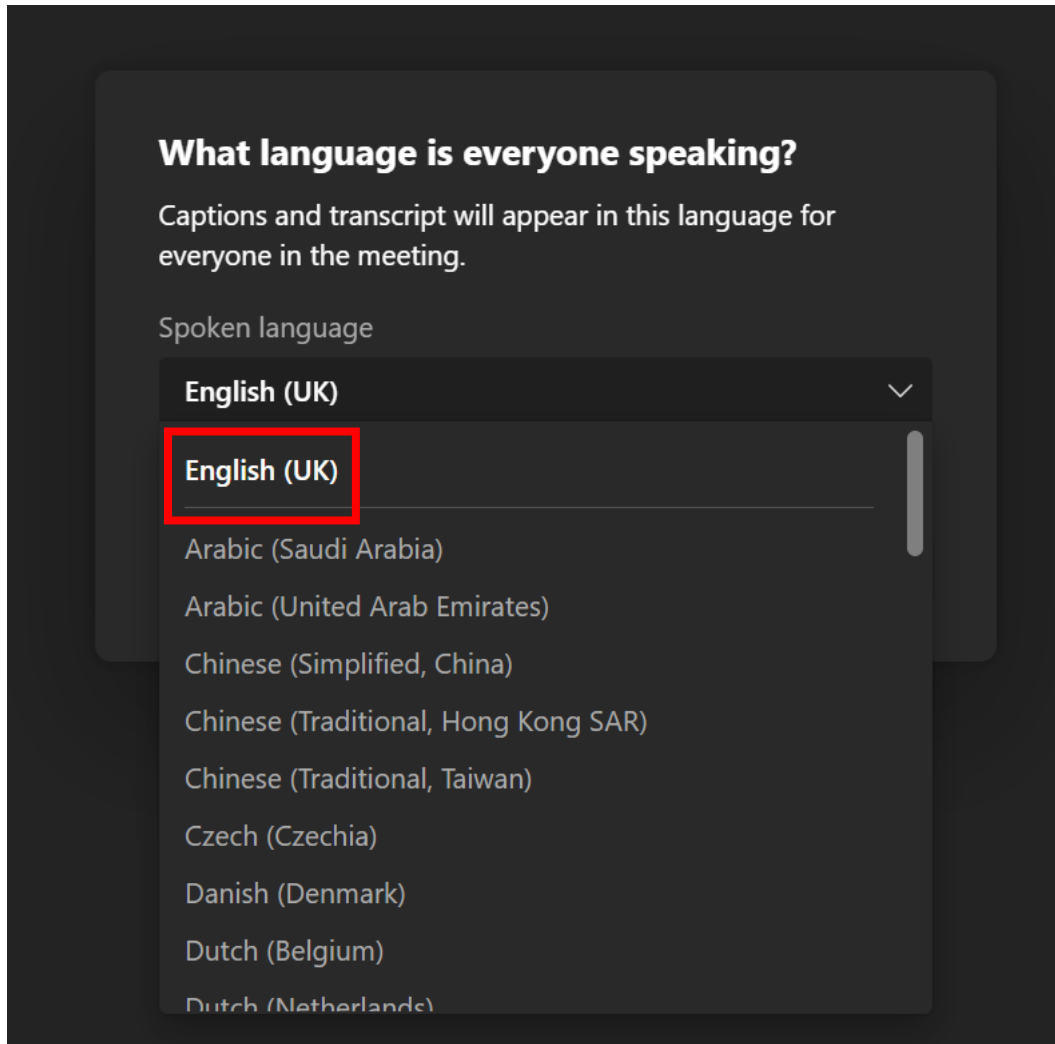 What language is everyone speaking?
Captions and transcript will appear in this language for
everyone in the meeting.
Spoken language
English (UK)
English (UK)
Arabic (Saudi Arabia)
Arabic (United Arab Emirates)
Chinese (Simplified, China)
Chinese (Traditional, Hong Kong SAR)
Chinese (Traditional, Taiwan)
Czech (Czechia)
Danish (Denmark)
Dutch (Belgium)
Dutch (Netherlands)